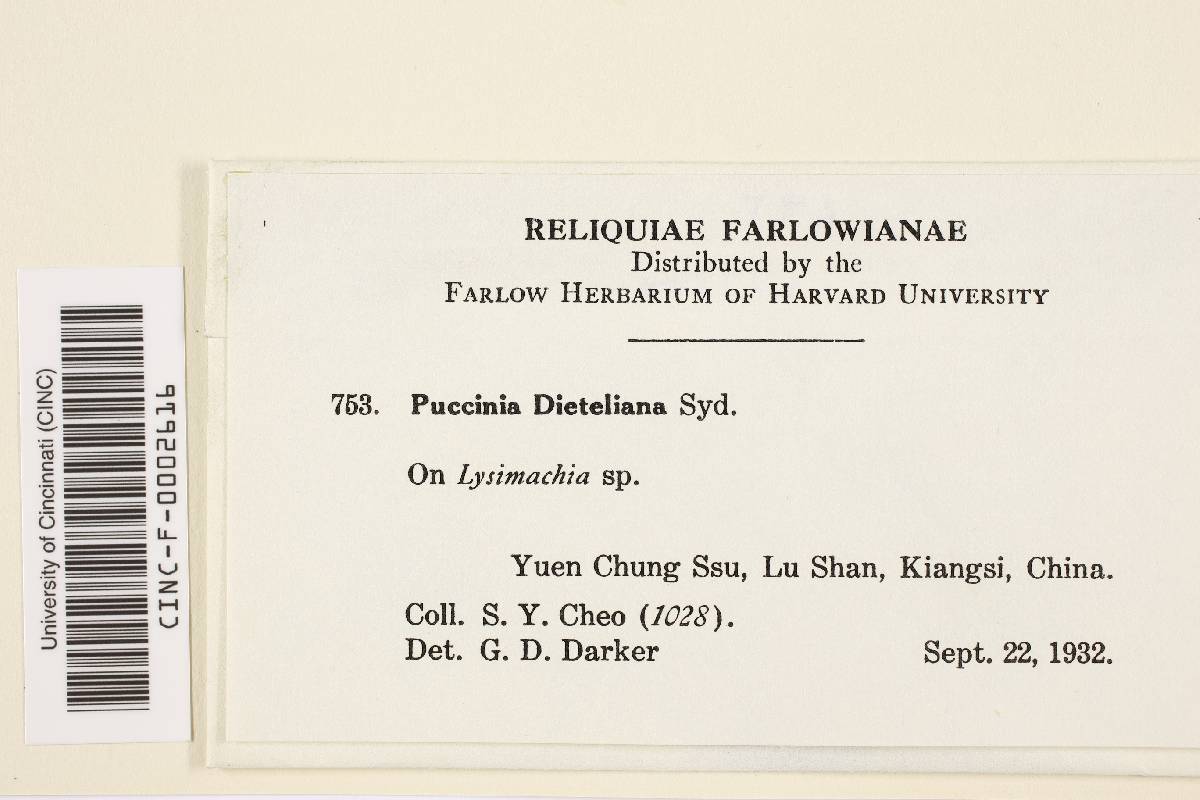 RELIQUIAE FARLOWIANAE
Distributed by the
FARLOW HERBARIUM OF HARVARD UNIVERSITY
753. Puccinia Dieteliana Syd.
On Lysimachia sp.
Yuen Chung Ssu, Lu Shan, Kiangsi, China.
Coll. S. Y. Cheo (1028).
Det. G. D. Darker Sept. 22, 1932.
University of Cincinnati (CINC)
CINC-F-0002616